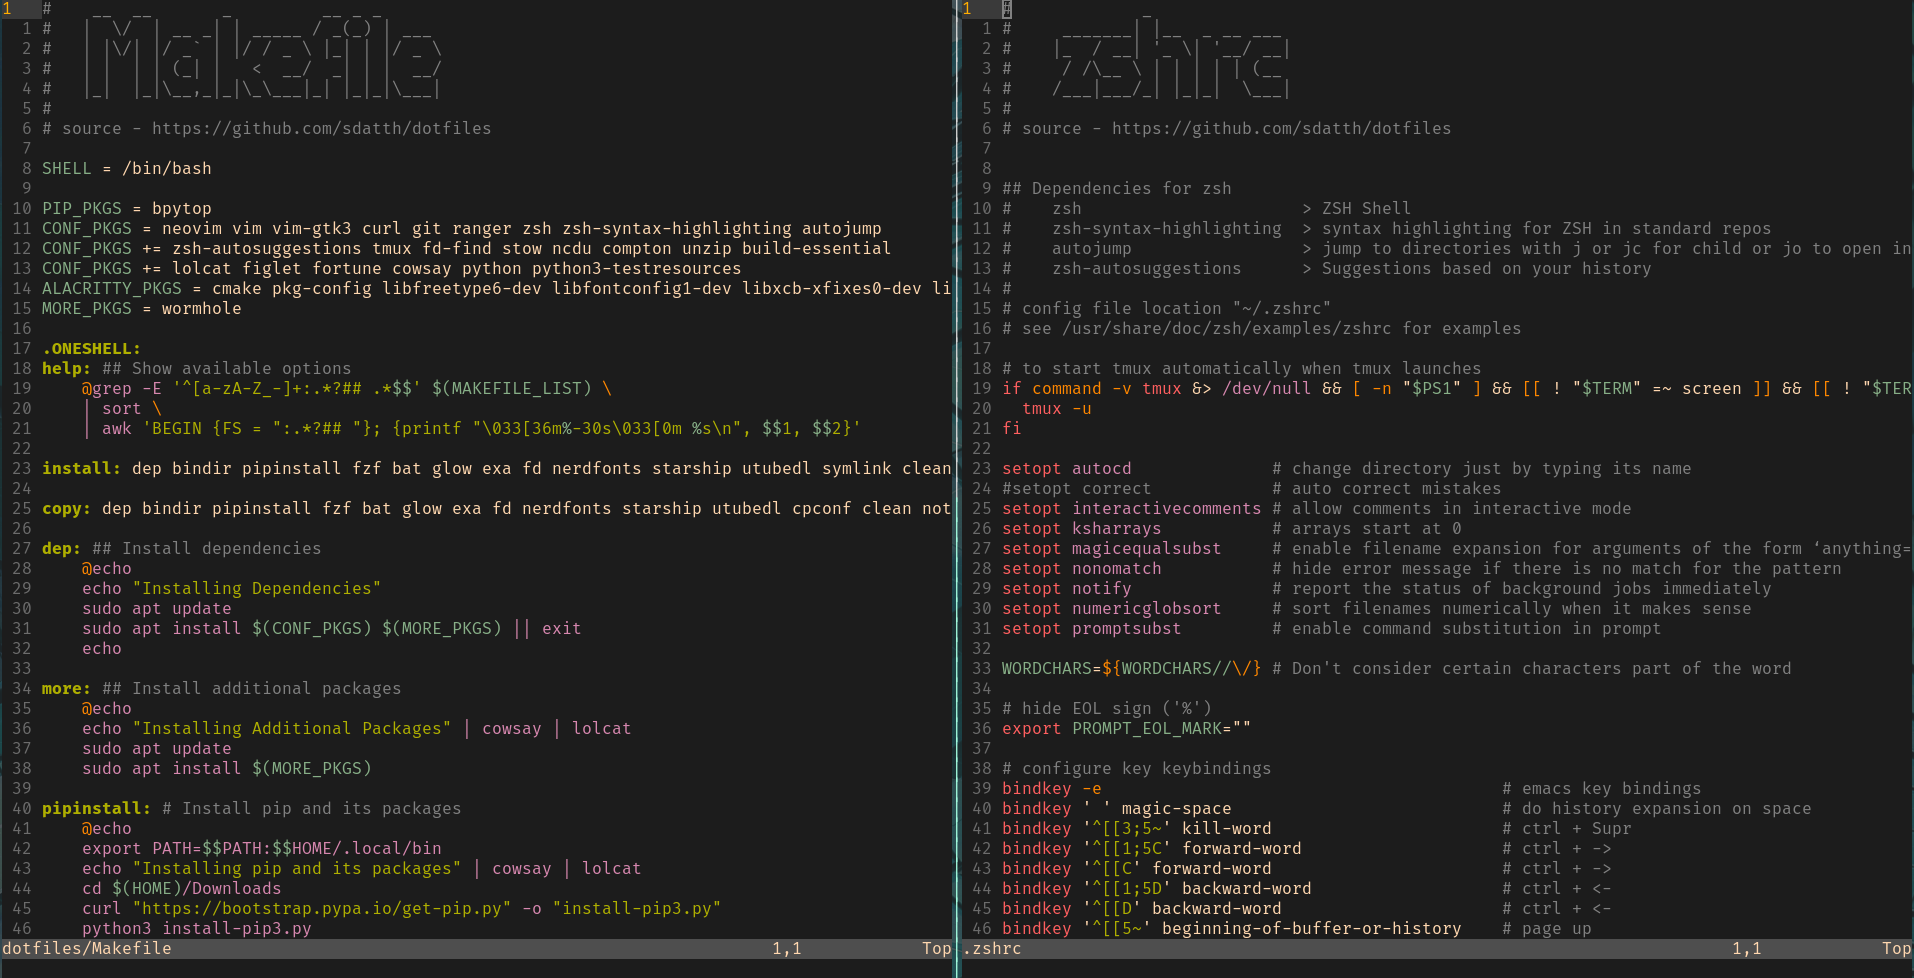 1 #    __  __       _         __ _ _
1 #   |  \/  | __ _| | _____ / _(_) | ___
2 #   | |\/| |/ _` | |/ / _ \ |_| | |/ _ \
3 #   | |  | | (_| |   <  __/  _| | |  __/
4 #   |_|  |_|\__,_|_|\_\___|_| |_|_|\___|
5 #
6 # source - https://github.com/sdatth/dotfiles
7
8 SHELL = /bin/bash
9
10 PIP_PKGS = bpytop
11 CONF_PKGS = neovim vim vim-gtk3 curl git ranger zsh zsh-syntax-highlighting autojump
12 CONF_PKGS += zsh-autosuggestions tmux fd-find stow ncdu compton unzip build-essential
13 CONF_PKGS += lolcat figlet fortune cowsay python python3-testresources
14 ALACRITTY_PKGS = cmake pkg-config libfreetype6-dev libfontconfig1-dev libxcb-xfixes0-dev li
15 MORE_PKGS = wormhole
16
17 .ONESHELL:
18 help: ## Show available options
19     @grep -E '^[a-zA-Z_-]+:.*?## .*$$' $(MAKEFILE_LIST) \
20     | sort \
21     | awk 'BEGIN {FS = ":.*?## "}; {printf "\033[36m%-30s\033[0m %s\n", $$1, $$2}'
22
23 install: dep bindir pipinstall fzf bat glow exa fd nerdfonts starship utubedl symlink clean
24
25 copy: dep bindir pipinstall fzf bat glow exa fd nerdfonts starship utubedl cpconf clean not
26
27 dep: ## Install dependencies
28     @echo
29     echo "Installing Dependencies"
30     sudo apt update
31     sudo apt install $(CONF_PKGS) $(MORE_PKGS) || exit
32     echo
33
34 more: ## Install additional packages
35     @echo
36     echo "Installing Additional Packages" | cowsay | lolcat
37     sudo apt update
38     sudo apt install $(MORE_PKGS)
39
40 pipinstall: # Install pip and its packages
41     @echo
42     export PATH=$$PATH:$$HOME/.local/bin
43     echo "Installing pip and its packages" | cowsay | lolcat
44     cd $(HOME)/Downloads
45     curl "https://bootstrap.pypa.io/get-pip.py" -o "install-pip3.py"
46     python3 install-pip3.py
dotfiles/Makefile 1,1 Top
1 #             _
1 #     _______| |__  _ __ ___
2 #    |_  / __| '_ \| '__/ __|
3 #     / /\__ \ | | | | | (__
4 #    /___|___/_| |_|_|  \___|
5 #
6 # source - https://github.com/sdatth/dotfiles
7
8
9 ## Dependencies for zsh
10 #    zsh                      > ZSH Shell
11 #    zsh-syntax-highlighting  > syntax highlighting for ZSH in standard repos
12 #    autojump                 > jump to directories with j or jc for child or jo to open in
13 #    zsh-autosuggestions      > Suggestions based on your history
14 #
15 # config file location "~/.zshrc"
16 # see /usr/share/doc/zsh/examples/zshrc for examples
17
18 # to start tmux automatically when tmux launches
19 if command -v tmux &> /dev/null && [ -n "$PS1" ] && [[ ! "$TERM" =~ screen ]] && [[ ! "$TER
20   tmux -u
21 fi
22
23 setopt autocd              # change directory just by typing its name
24 #setopt correct            # auto correct mistakes
25 setopt interactivecomments # allow comments in interactive mode
26 setopt ksharrays           # arrays start at 0
27 setopt magicequalsubst     # enable filename expansion for arguments of the form ‘anything=
28 setopt nonomatch           # hide error message if there is no match for the pattern
29 setopt notify              # report the status of background jobs immediately
30 setopt numericglobsort     # sort filenames numerically when it makes sense
31 setopt promptsubst         # enable command substitution in prompt
32
33 WORDCHARS=${WORDCHARS//\/} # Don't consider certain characters part of the word
34
35 # hide EOL sign ('%')
36 export PROMPT_EOL_MARK=""
37
38 # configure key keybindings
39 bindkey -e                                        # emacs key bindings
40 bindkey ' ' magic-space                           # do history expansion on space
41 bindkey '^[[3;5~' kill-word                       # ctrl + Supr
42 bindkey '^[[1;5C' forward-word                    # ctrl + ->
43 bindkey '^[[C' forward-word                       # ctrl + ->
44 bindkey '^[[1;5D' backward-word                   # ctrl + <-
45 bindkey '^[[D' backward-word                      # ctrl + <-
46 bindkey '^[[5~' beginning-of-buffer-or-history    # page up
.zshrc 1,1 Top